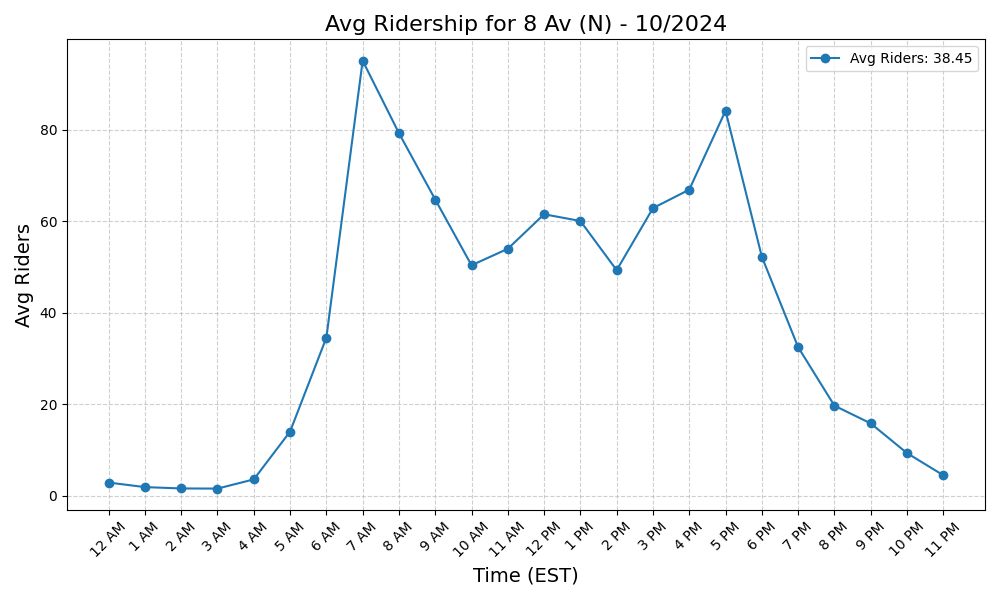 Avg Ridership for 8 Av (N) - 10/2024
Avg Riders: 38.45
Avg Riders
80
60
40
20
0
12 AM 1 AM 2 AM 3 AM 4 AM 5 AM 6 AM 7 AM 8 AM 9 AM 10 AM 11 AM 12 PM 1 PM 2 PM 3 PM 4 PM 5 PM 6 PM 7 PM 8 PM 9 PM 10 PM 11 PM
Time (EST)